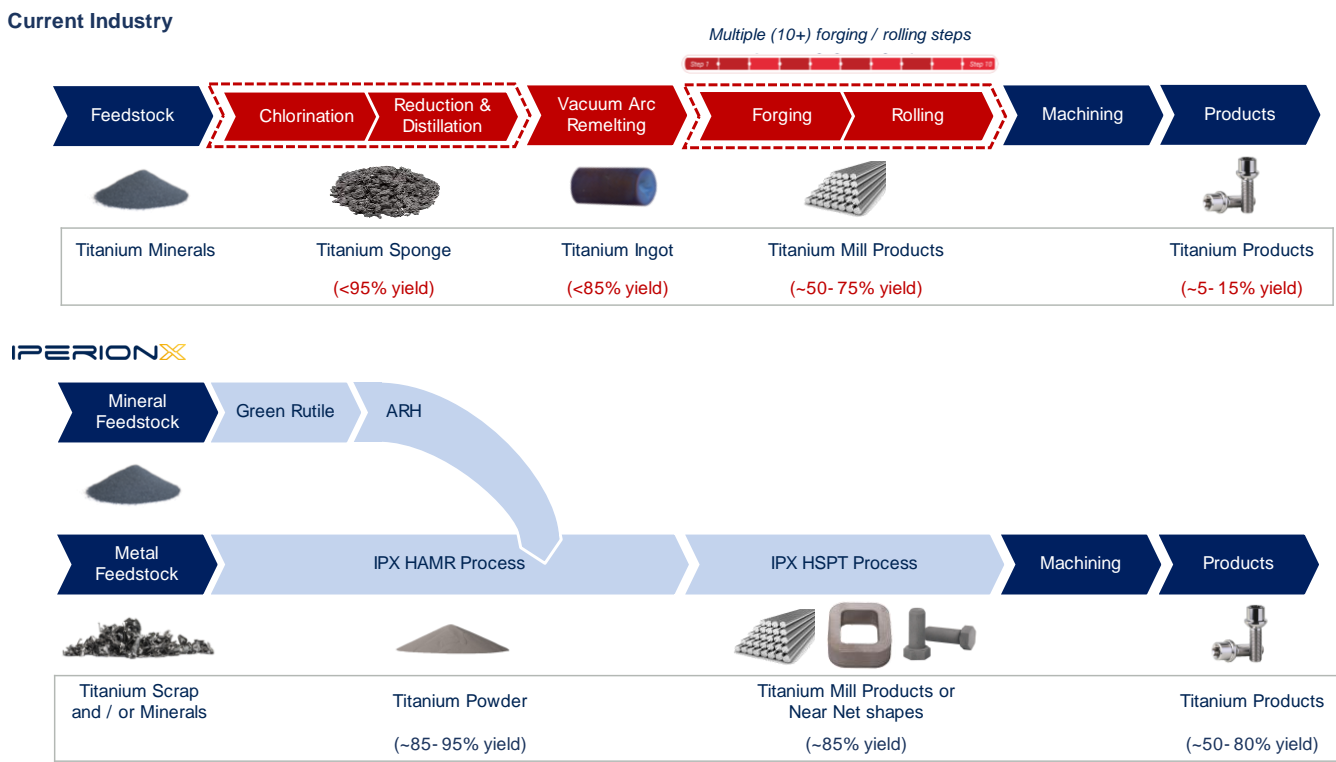 Current Industry
Multiple (10+) forging / rolling steps
Step 1
Step 10
Feedstock
Chlorination
Reduction &
Distillation
Vacuum Arc
Remelting
Forging
Rolling
Machining
Products
Titanium Minerals
Titanium Sponge
Titanium Ingot
Titanium Mill Products
Titanium Products
(<95% yield)
(<85% yield)
(~50- 75% yield)
(~5- 15% yield)
IPERIONX
Mineral
Feedstock
Green Rutile
ARH
Metal
Feedstock
IPX HAMR Process
IPX HSPT Process
Machining
Products
Titanium Scrap
and / or Minerals
Titanium Powder
Titanium Mill Products or
Near Net shapes
Titanium Products
(~85- 95% yield)
(~85% yield)
(~50- 80% yield)